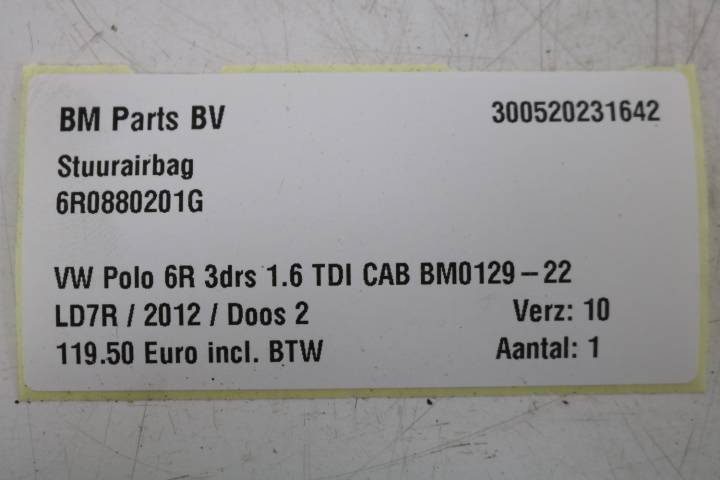 BM Parts BV 300520231642
Stuurairbag
6R0880201G
VW Polo 6R 3drs 1.6 TDI CAB BM0129-22
LD7R / 2012 / Doos 2 Verz: 10
119.50 Euro incl. BTW Aantal: 1